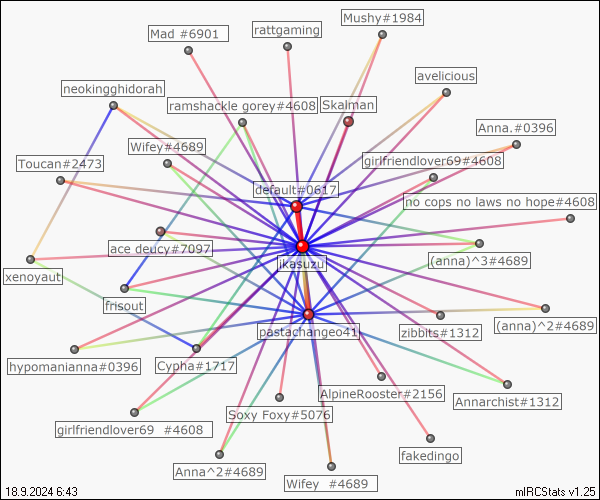 Mushy#1984
rattgaming
Mad #6901
avelicious
neokingghidorah
ramshackle gorey#4608
Skalman
Anna.#0396
Wifey#4689
girlfriendlover69#4608
Toucan#2473
default#0617
no cops no laws no hope#4608
ace deucy#7097
jkasuzu
(anna)^3#4689
xenoyaut
frisout
pastachangeo41
zibbits#1312
(anna)^2#4689
hypomanianna#0396
Cypha#1717
AlpineRooster#2156
Annarchist#1312
Soxy Foxy#5076
girlfriendlover69 #4608
fakedingo
Anna^2#4689
Wifey #4689
18.9.2024 6:43
mIRCStats v1.25